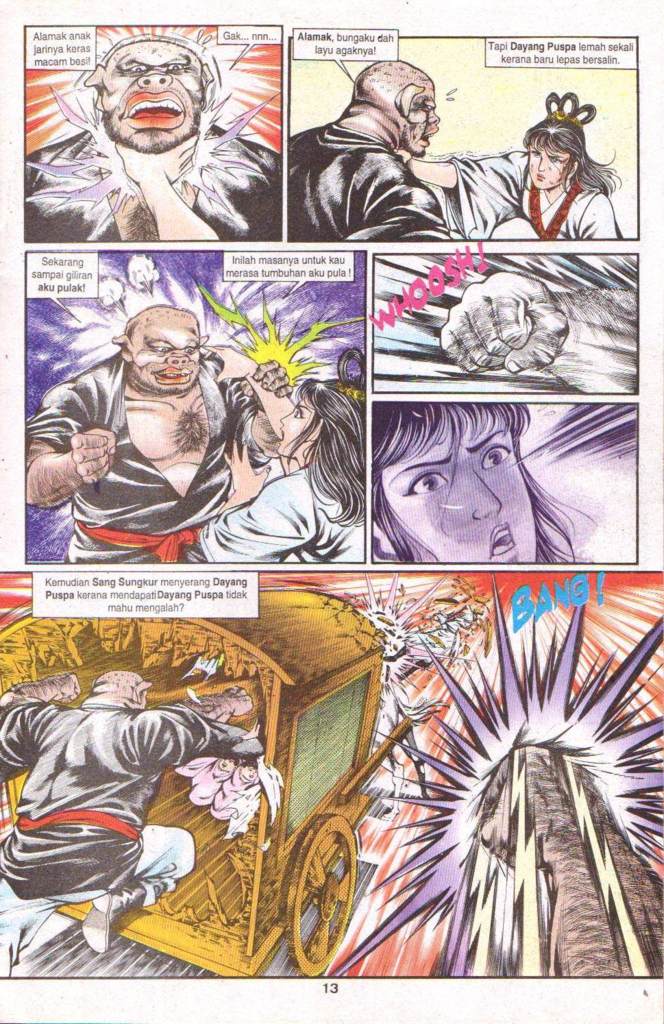 Alamak anak
jarinya keras
macam besi!
Gak... nnn...
Alamak, bungaku dah
layu agaknya!
Tapi Dayang Puspa lemah sekali
kerana baru lepas bersalin.
Sekarang
sampai giliran
aku pulak!
Inilah masanya untuk kau
merasa tumbuhan aku pula!
WHOOSH!
Kemudian Sang Sungkur menyerang Dayang
Puspa kerana mendapati Dayang Puspa tidak
mahu mengalah?
BANG!
13